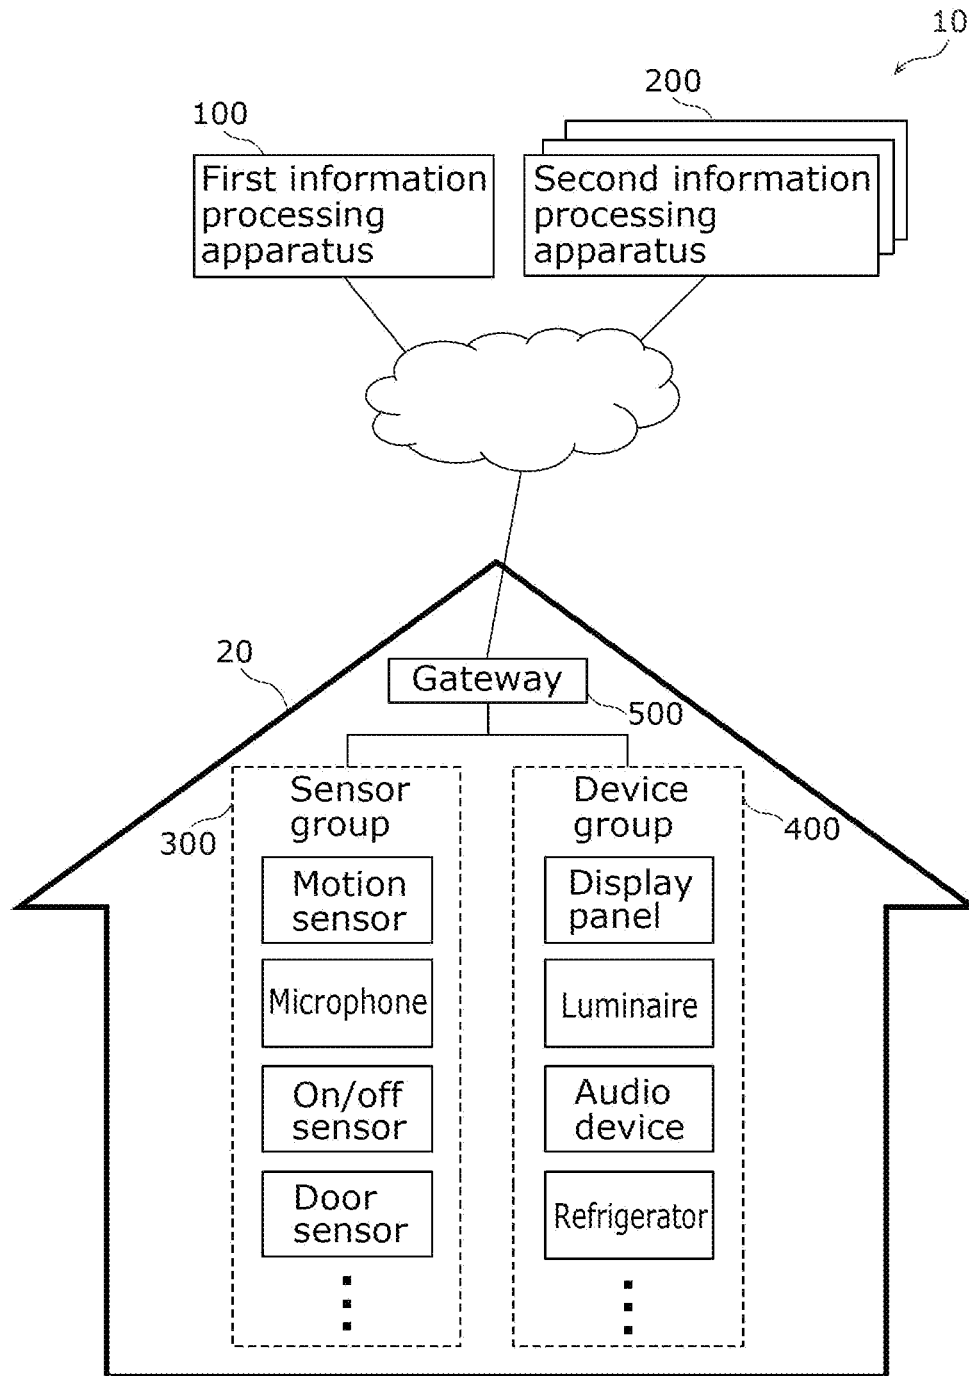 10
100
200
First information
processing
apparatus
Second information
processing
apparatus
20
Gateway
500
Sensor
group
300
Motion
sensor
Microphone
On/off
sensor
Door
sensor
Device
group
400
Display
panel
Luminaire
Audio
device
Refrigerator